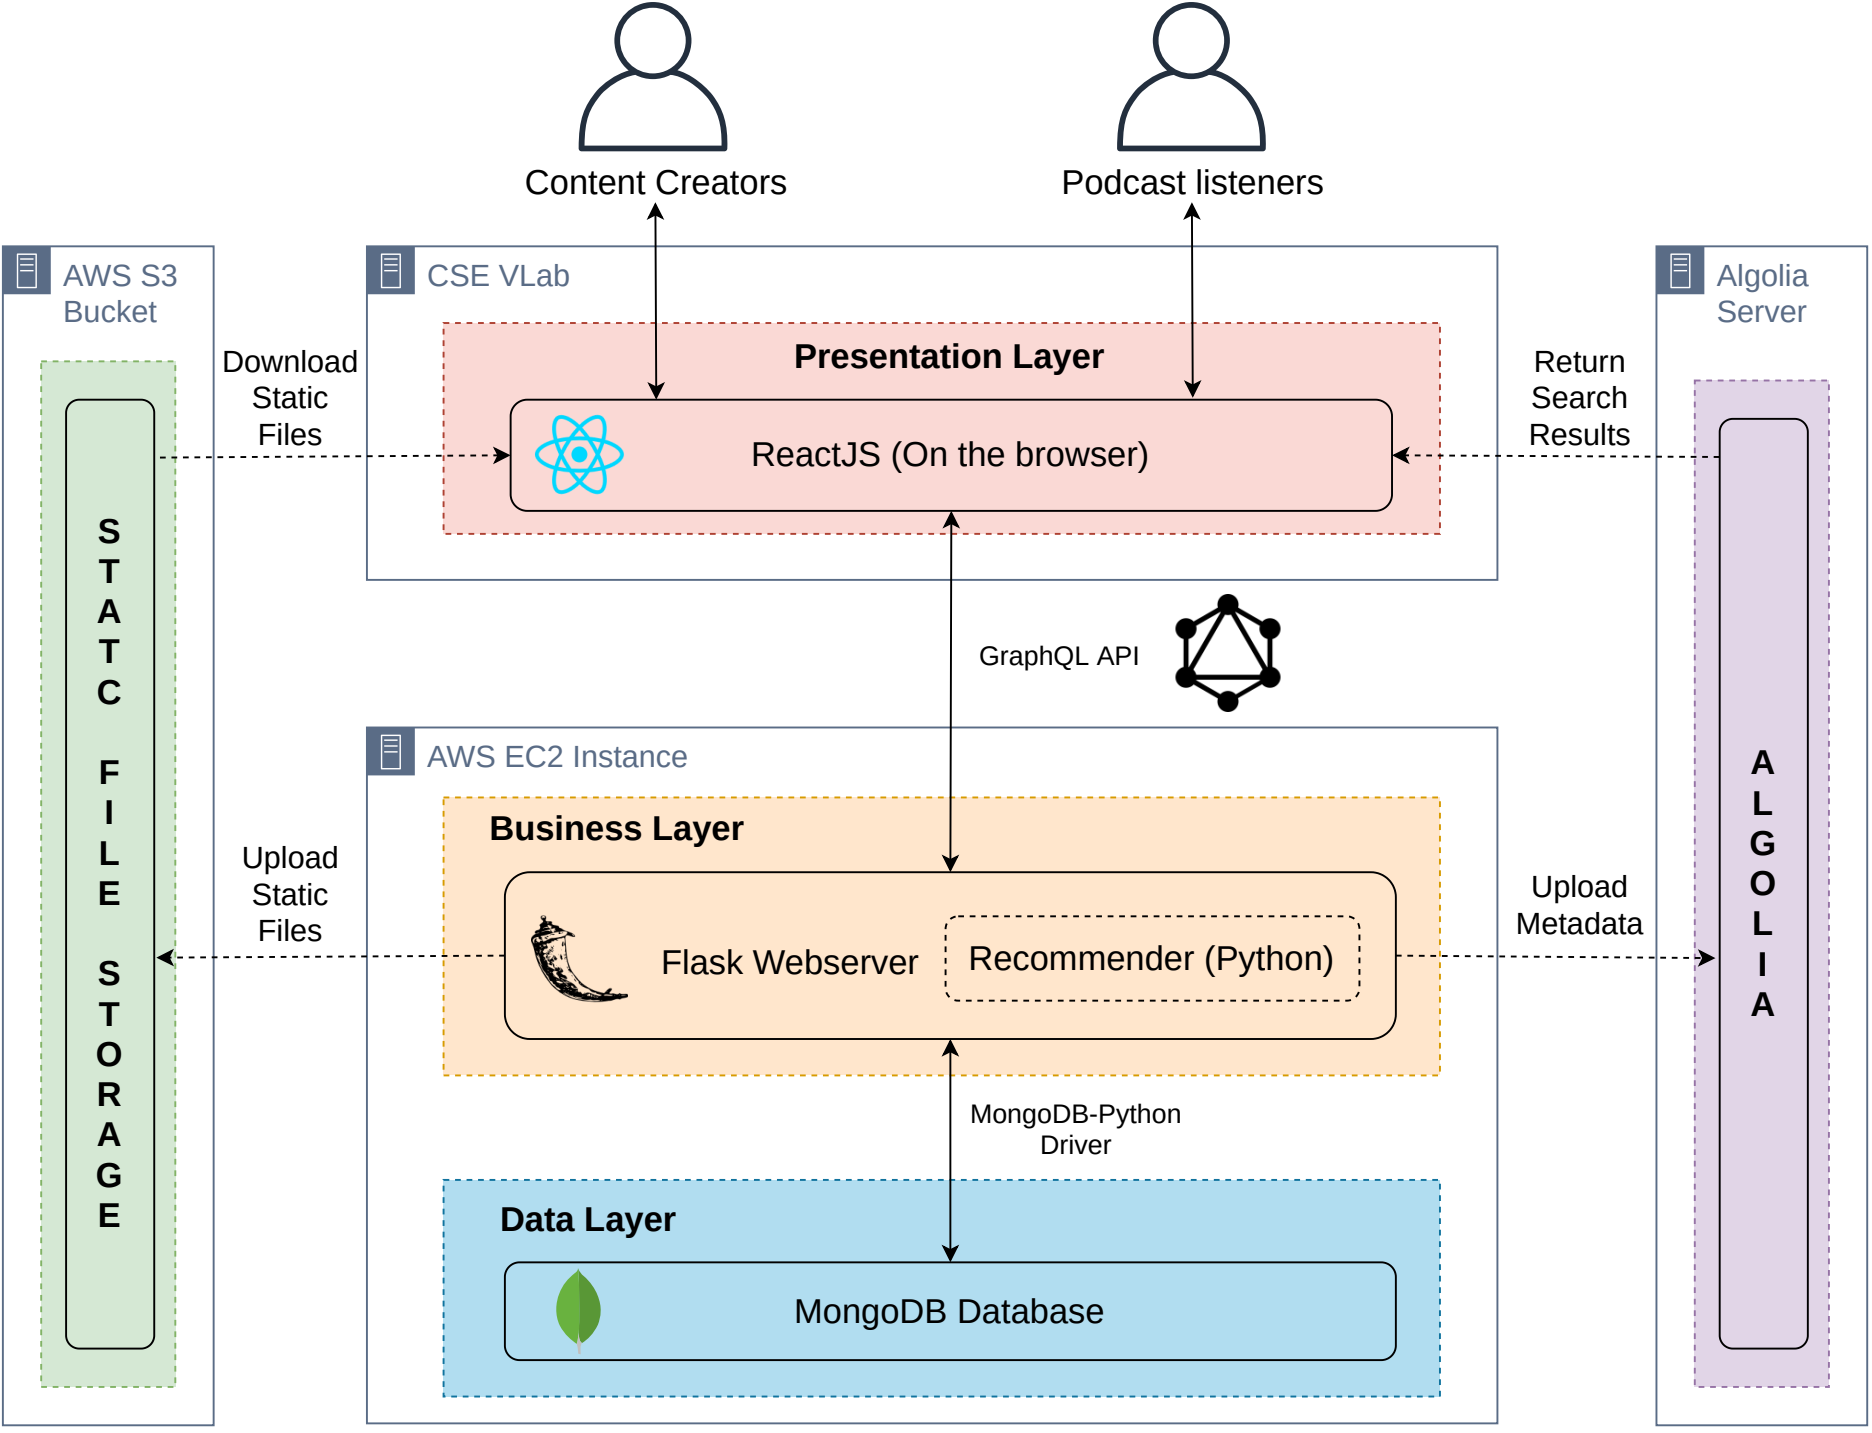 Content Creators
Podcast listeners
AWS S3
Bucket
CSE VLab
Algolia
Server
Download
Static
Files
Presentation Layer
ReactJS (On the browser)
Return
Search
Results
S
T
A
T
C
F
I
L
E
S
T
O
R
A
G
E
GraphQL API
AWS EC2 Instance
Business Layer
Upload
Static
Files
Flask Webserver
Recommender (Python)
Upload
Metadata
A
L
G
O
L
I
A
MongoDB-Python
Driver
Data Layer
MongoDB Database